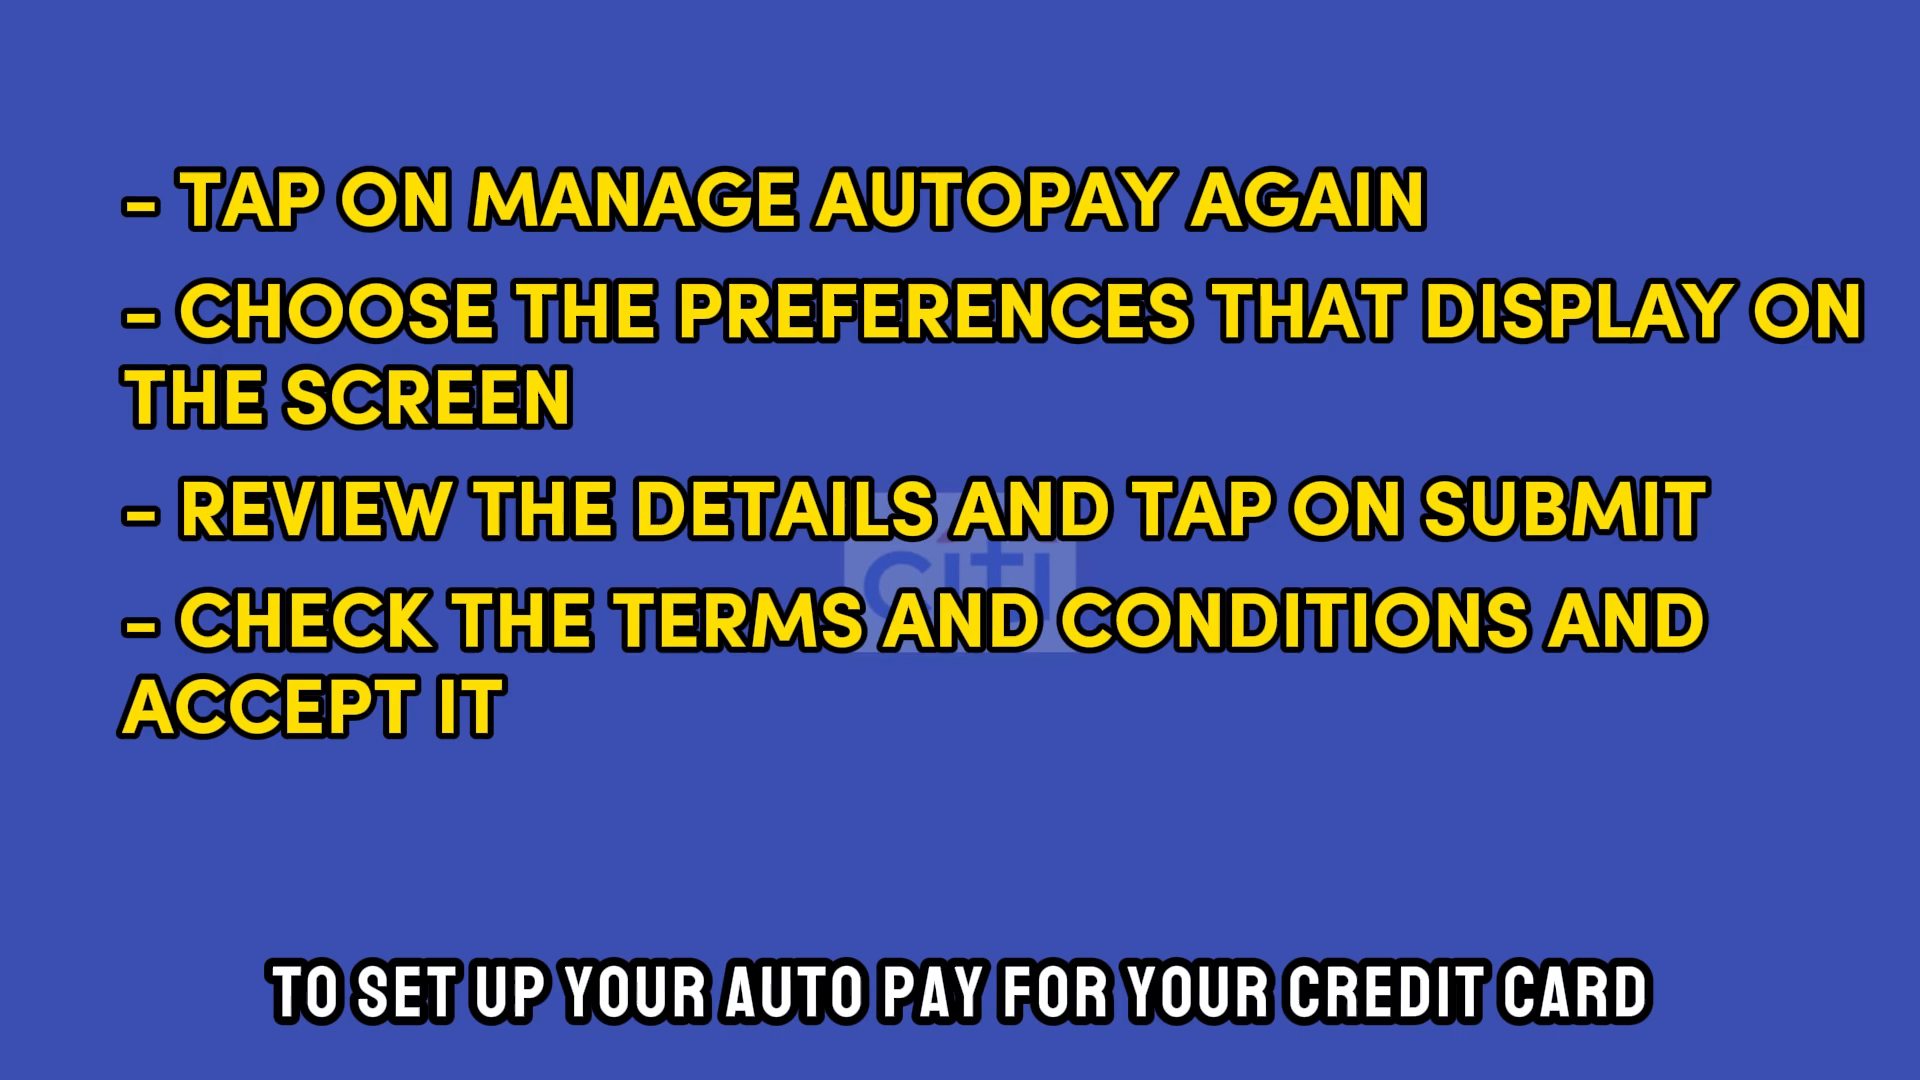 - TAP ON MANAGE AUTOPAY AGAIN
- CHOOSE THE PREFERENCES THAT DISPLAY ON
THE SCREEN
- REVIEW THE DETAILS AND TAP ON SUBMIT
citi
- CHECK THE TERMS AND CONDITIONS AND
ACCEPT IT
TO SET UP YOUR AUTO PAY FOR YOUR CREDIT CARD